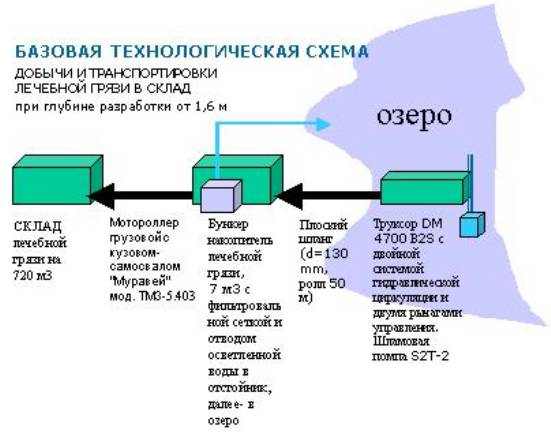 БАЗОВАЯ ТЕХНОЛОГИЧЕСКАЯ СХЕМА
ДОБЫЧИ И ТРАНСПОРТИРОВКИ
ЛЕЧЕБНОЙ ГРЯЗИ В СКЛАД
при глубине разработки от 1,6 м
озеро
СКЛАД
лечебной
грязи на
720 м3
Мотороллер
грузовой с
кузовом-
самосвалом
"Муравей"
мод. ТМЗ-5.403
Бункер
накопитель
лечебной
грязи,
7 м3 с
фильтроваль
ной сеткой и
отводом
осветленной
воды в
отстойник,
далее- в
озеро
Плоский
шланг
(d=130
mm,
ролл 50
м)
Труксор DM
4700 B2S с
двойной
системой
гидравлической
циркуляции и
двумя рычагами
управления.
Шламовая
помпа S2T-2